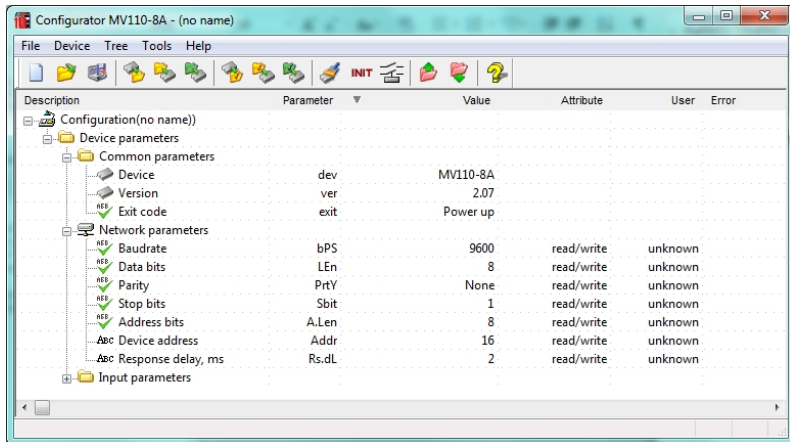 Configurator MV110-8A - (no name)
File Device Tree Tools Help
INIT
Description Parameter Value Attribute User Error
Configuration(no name))
Device parameters
Common parameters
Device dev MV110-8A
Version ver 2.07
Exit code exit Power up
Network parameters
Baudrate bPS 9600 read/write unknown
Data bits LEn 8 read/write unknown
Parity PrtY None read/write unknown
Stop bits Sbit 1 read/write unknown
Address bits A.Len 8 read/write unknown
ABC Device address Addr 16 read/write unknown
ABC Response delay, ms Rs.dL 2 read/write unknown
Input parameters